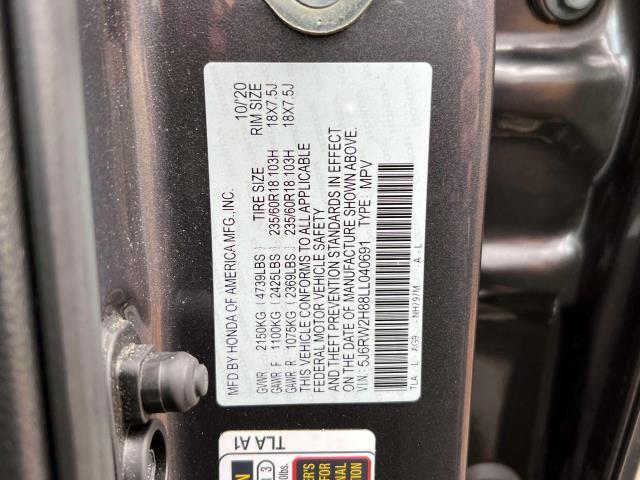 MFD.BY HONDA OF AMERICA MFG.,INC. 10/'20
GVWR 2150KG (4739LBS) TIRE SIZE RIM SIZE
GAWR F 1100KG (2425LBS) 235/60R18 103H 18X7.5J
GAWR R 1075KG (2369LBS) 235/60R18 103H 18X7.5J
THIS VEHICLE CONFORMS TO ALL APPLICABLE
FEDERAL MOTOR VEHICLE SAFETY
AND THEFT PREVENTION STANDARDS IN EFFECT
ON THE DATE OF MANUFACTURE SHOWN ABOVE.
VIN: 5J6RW2H88LL040691 TYPE: MPV
TLA L AG9 NH797M A-L
TLA A1